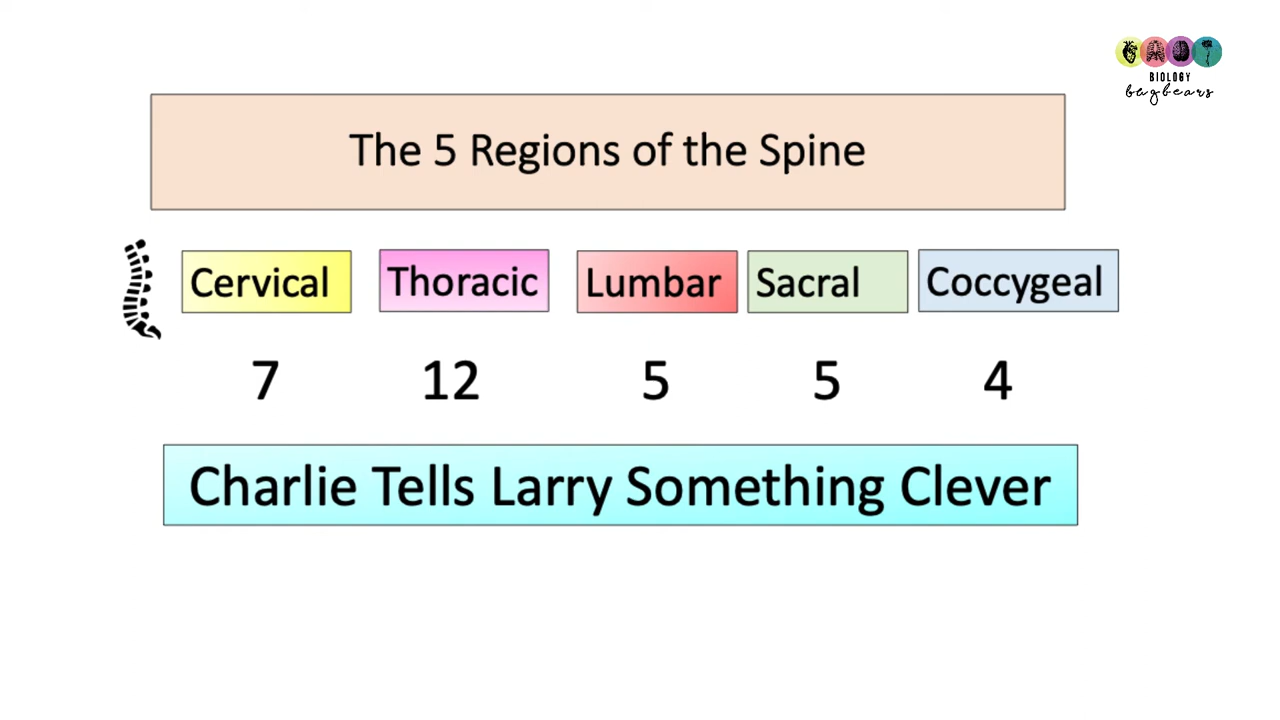 BIOLOGY
bugbears
The 5 Regions of the Spine
Cervical Thoracic Lumbar Sacral Coccygeal
7 12 5 5 4
Charlie Tells Larry Something Clever